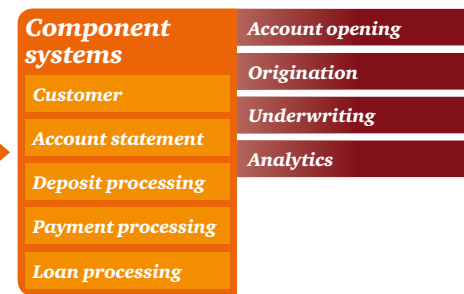 Component
systems
Customer
Account statement
Deposit processing
Payment processing
Loan processing
Account opening
Origination
Underwriting
Analytics